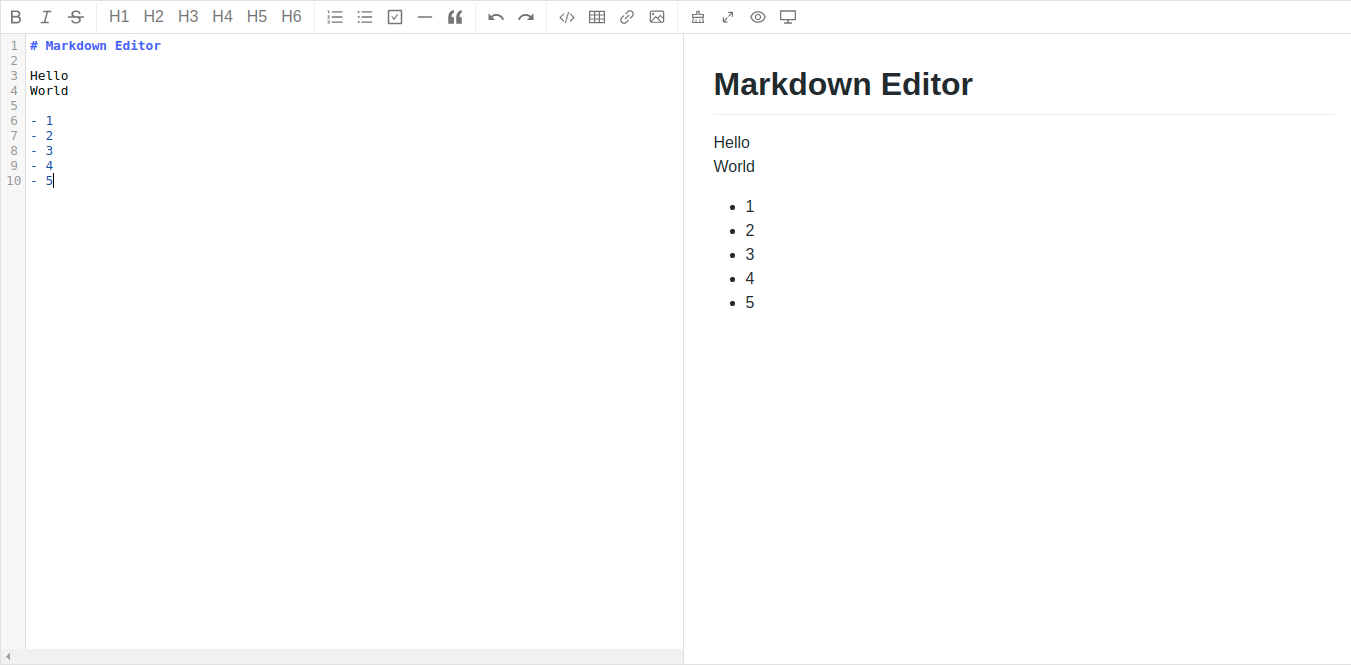 H1 H2 H3 H4 H5 H6
1 # Markdown Editor
2
3 Hello
4 World
5
6 - 1
7 - 2
8 - 3
9 - 4
10 - 5
Markdown Editor
Hello
World
• 1
• 2
• 3
• 4
• 5